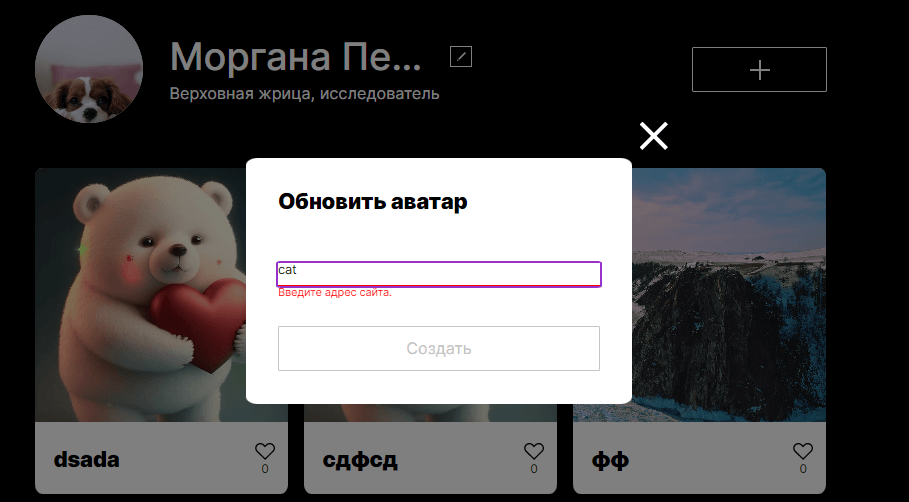 Моргана Пе...
Верховная жрица, исследователь
Обновить аватар
cat
Введите адрес сайта.
Создать
dsada
0
сдфсд
0
фф
0